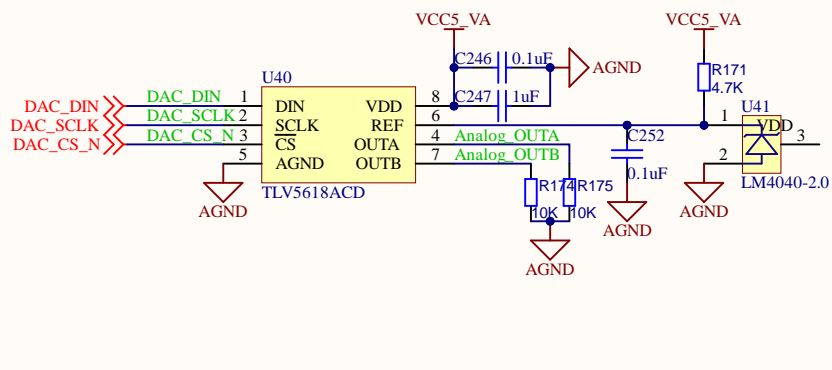 VCC5_VA
VCC5_VA
C246
0.1uF
AGND
R171
4.7K
U40
C247
1uF
U41
DAC_DIN
DAC_DIN
1
DIN
VDD
8
DAC_SCLK
DAC_SCLK
2
SCLK
REF
6
1
VDD
DAC_CS_N
DAC_CS_N
3
CS
OUTA
4
Analog_OUTA
C252
3
5
AGND
OUTB
7
Analog_OUTB
2
0.1uF
TLV5618ACD
R174
R175
LM4040-2.0
AGND
10K
10K
AGND
AGND
AGND